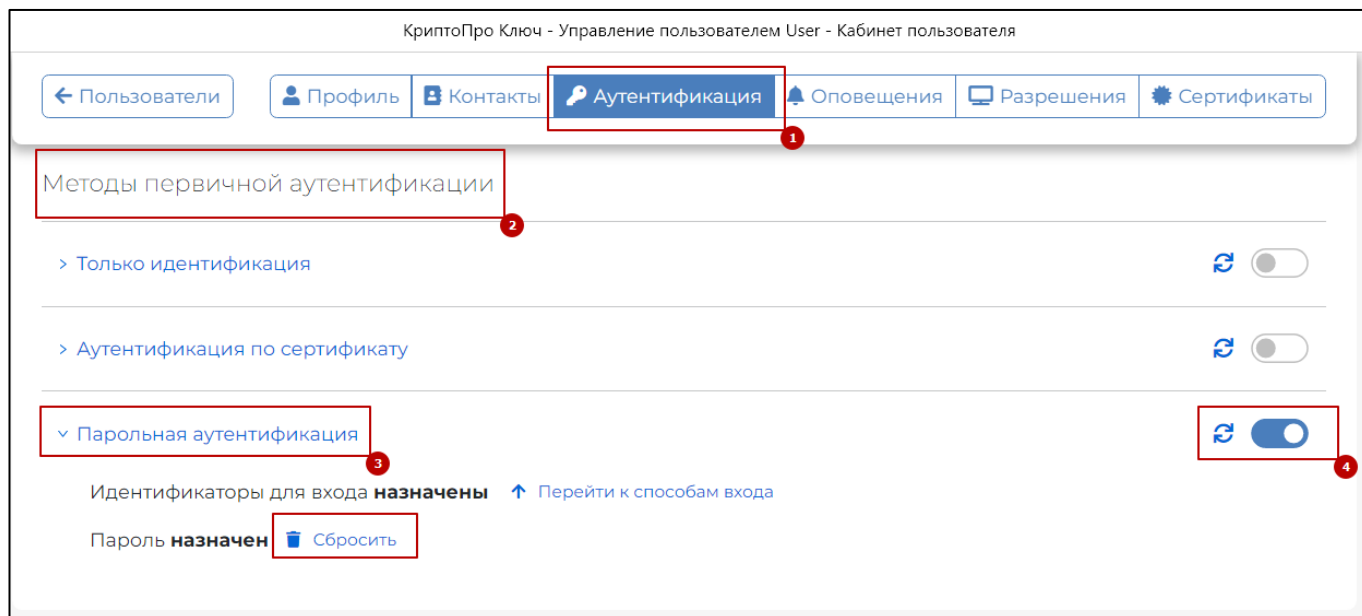 КриптоПро Ключ - Управление пользователем User - Кабинет пользователя
Пользователи Профиль Контакты Аутентификация Оповещения Разрешения Сертификаты
1
Методы первичной аутентификации
2
> Только идентификация
> Аутентификация по сертификату
Парольная аутентификация
3
4
Идентификаторы для входа назначены Перейти к способам входа
Пароль назначен Сбросить